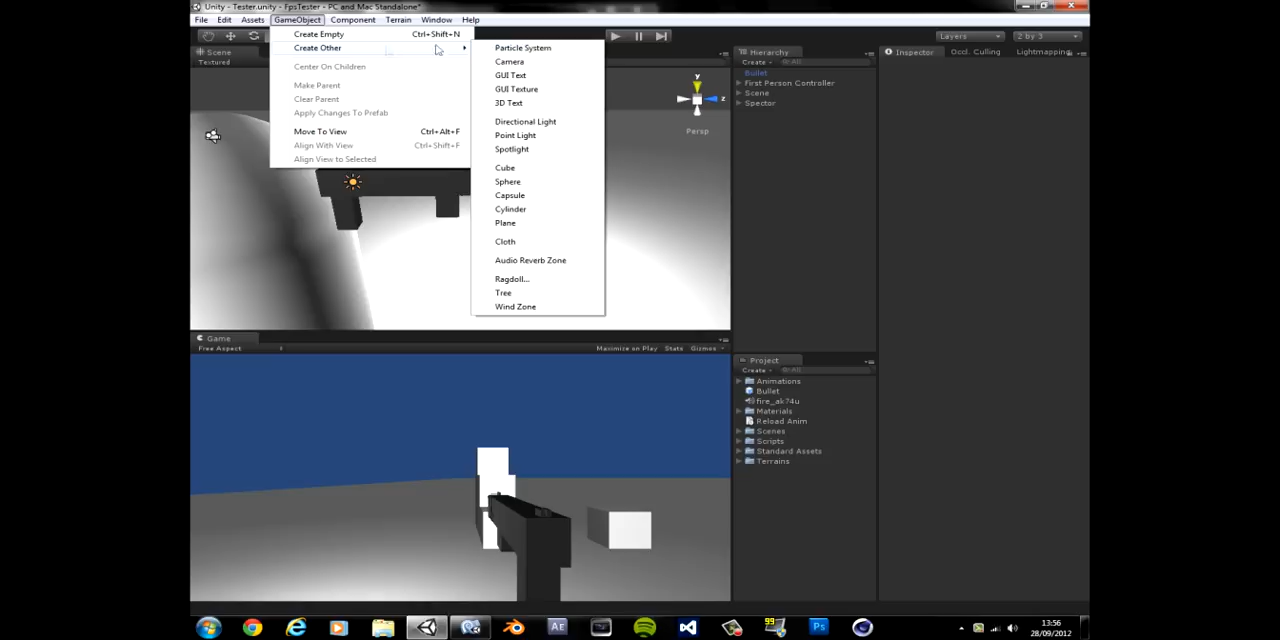 Unity - Tester.unity - FpsTester - PC and Mac Standalone*
File Edit Assets GameObject Component Terrain Window Help
Layers 2 by 3
Scene
Textured
Create Empty Ctrl+Shift+N
Create Other
Center On Children
Make Parent
Clear Parent
Apply Changes To Prefab
Move To View Ctrl+Alt+F
Align With View Ctrl+Shift+F
Align View to Selected
Particle System
Camera
GUI Text
GUI Texture
3D Text
Directional Light
Point Light
Spotlight
Cube
Sphere
Capsule
Cylinder
Plane
Cloth
Audio Reverb Zone
Ragdoll...
Tree
Wind Zone
y
z
Persp
Hierarchy
Create All
Bullet
First Person Controller
Scene
Spector
Inspector Occl. Culling Lightmapping
Game
Free Aspect Maximize on Play Stats Gizmos
Project
Create All
Animations
Bullet
fire_ak74u
Materials
Reload Anim
Scenes
Scripts
Standard Assets
Terrains
AE
99
Ps
13:56
28/09/2012